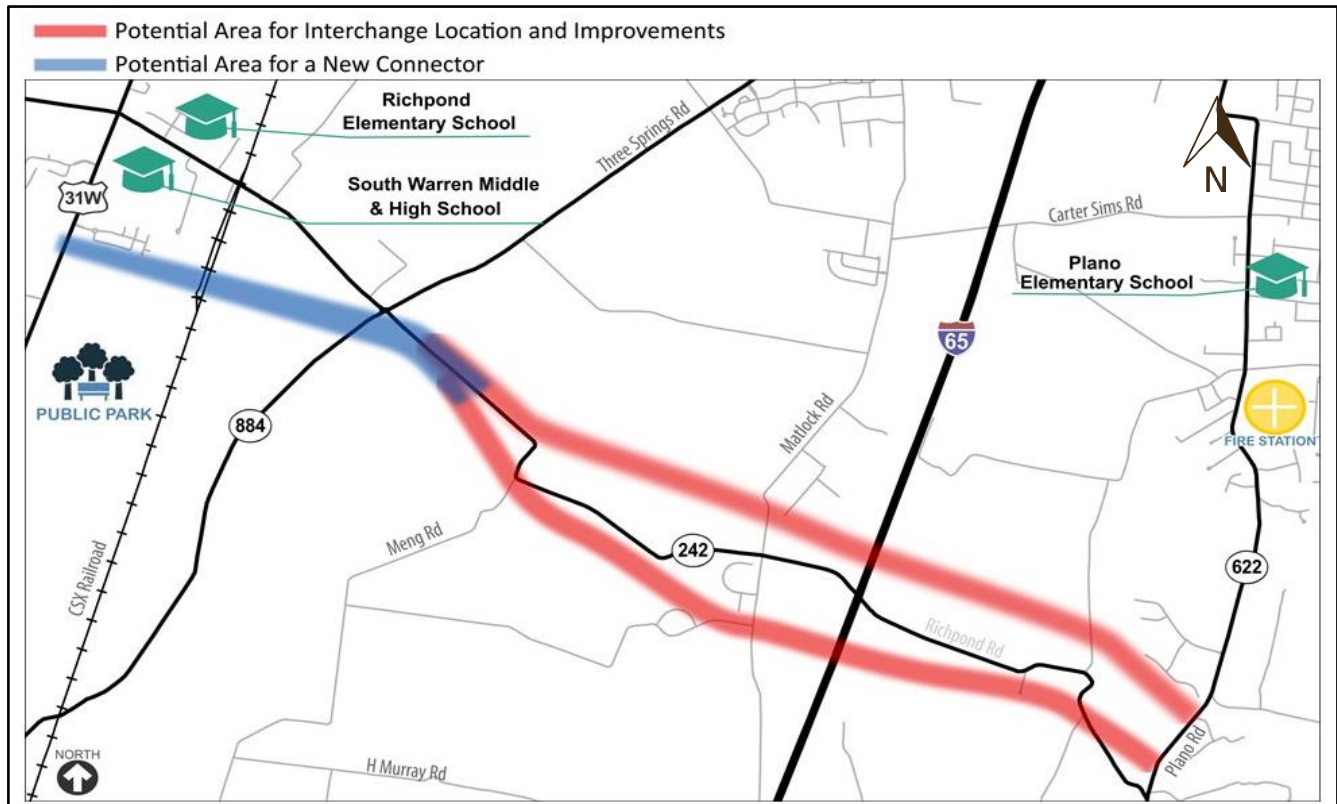 Potential Area for Interchange Location and Improvements
Potential Area for a New Connector
Richpond
Elementary School
Three Springs Rd
South Warren Middle
& High School
31W
N
Carter Sims Rd
Plano
Elementary School
65
PUBLIC PARK
884
Matlock Rd
FIRE STATION
Meng Rd
242
622
CSX Railroad
Richpond Rd
Plano Rd
NORTH
H Murray Rd